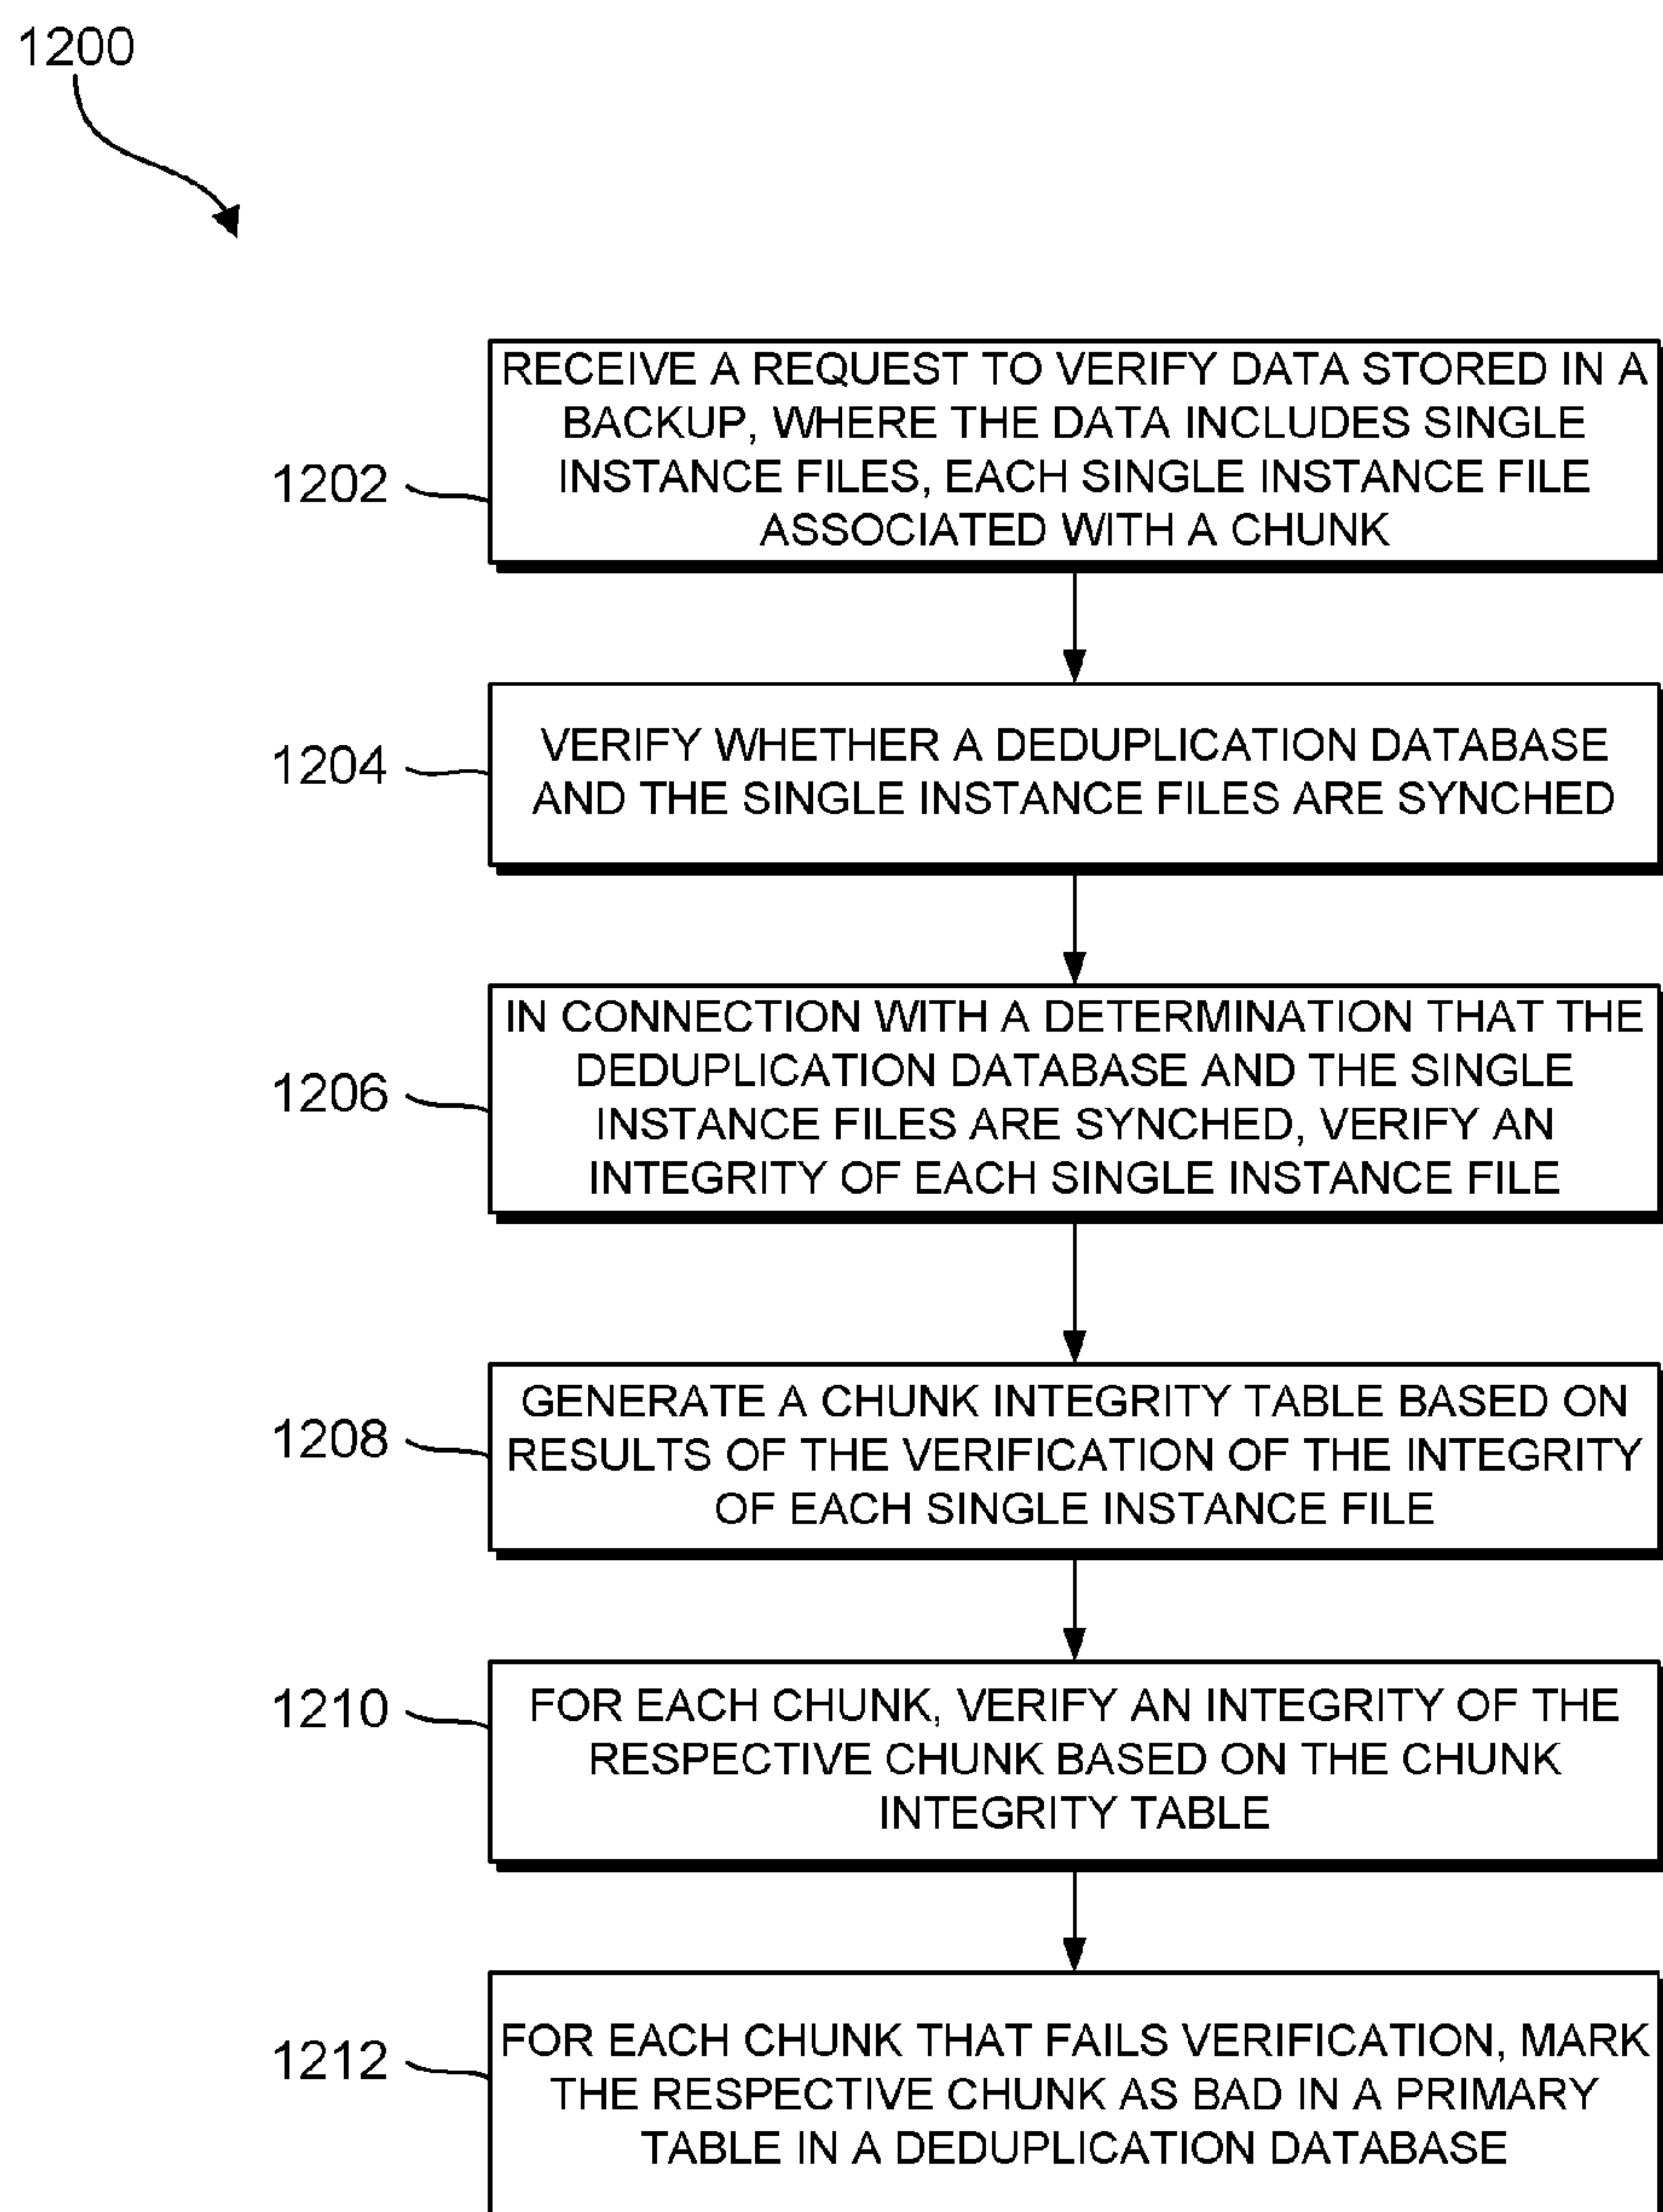 1200
RECEIVE A REQUEST TO VERIFY DATA STORED IN A
BACKUP, WHERE THE DATA INCLUDES SINGLE
INSTANCE FILES, EACH SINGLE INSTANCE FILE
ASSOCIATED WITH A CHUNK
1202
VERIFY WHETHER A DEDUPLICATION DATABASE
AND THE SINGLE INSTANCE FILES ARE SYNCHED
1204
IN CONNECTION WITH A DETERMINATION THAT THE
DEDUPLICATION DATABASE AND THE SINGLE
INSTANCE FILES ARE SYNCHED, VERIFY AN
INTEGRITY OF EACH SINGLE INSTANCE FILE
1206
GENERATE A CHUNK INTEGRITY TABLE BASED ON
RESULTS OF THE VERIFICATION OF THE INTEGRITY
OF EACH SINGLE INSTANCE FILE
1208
FOR EACH CHUNK, VERIFY AN INTEGRITY OF THE
RESPECTIVE CHUNK BASED ON THE CHUNK
INTEGRITY TABLE
1210
FOR EACH CHUNK THAT FAILS VERIFICATION, MARK
THE RESPECTIVE CHUNK AS BAD IN A PRIMARY
TABLE IN A DEDUPLICATION DATABASE
1212